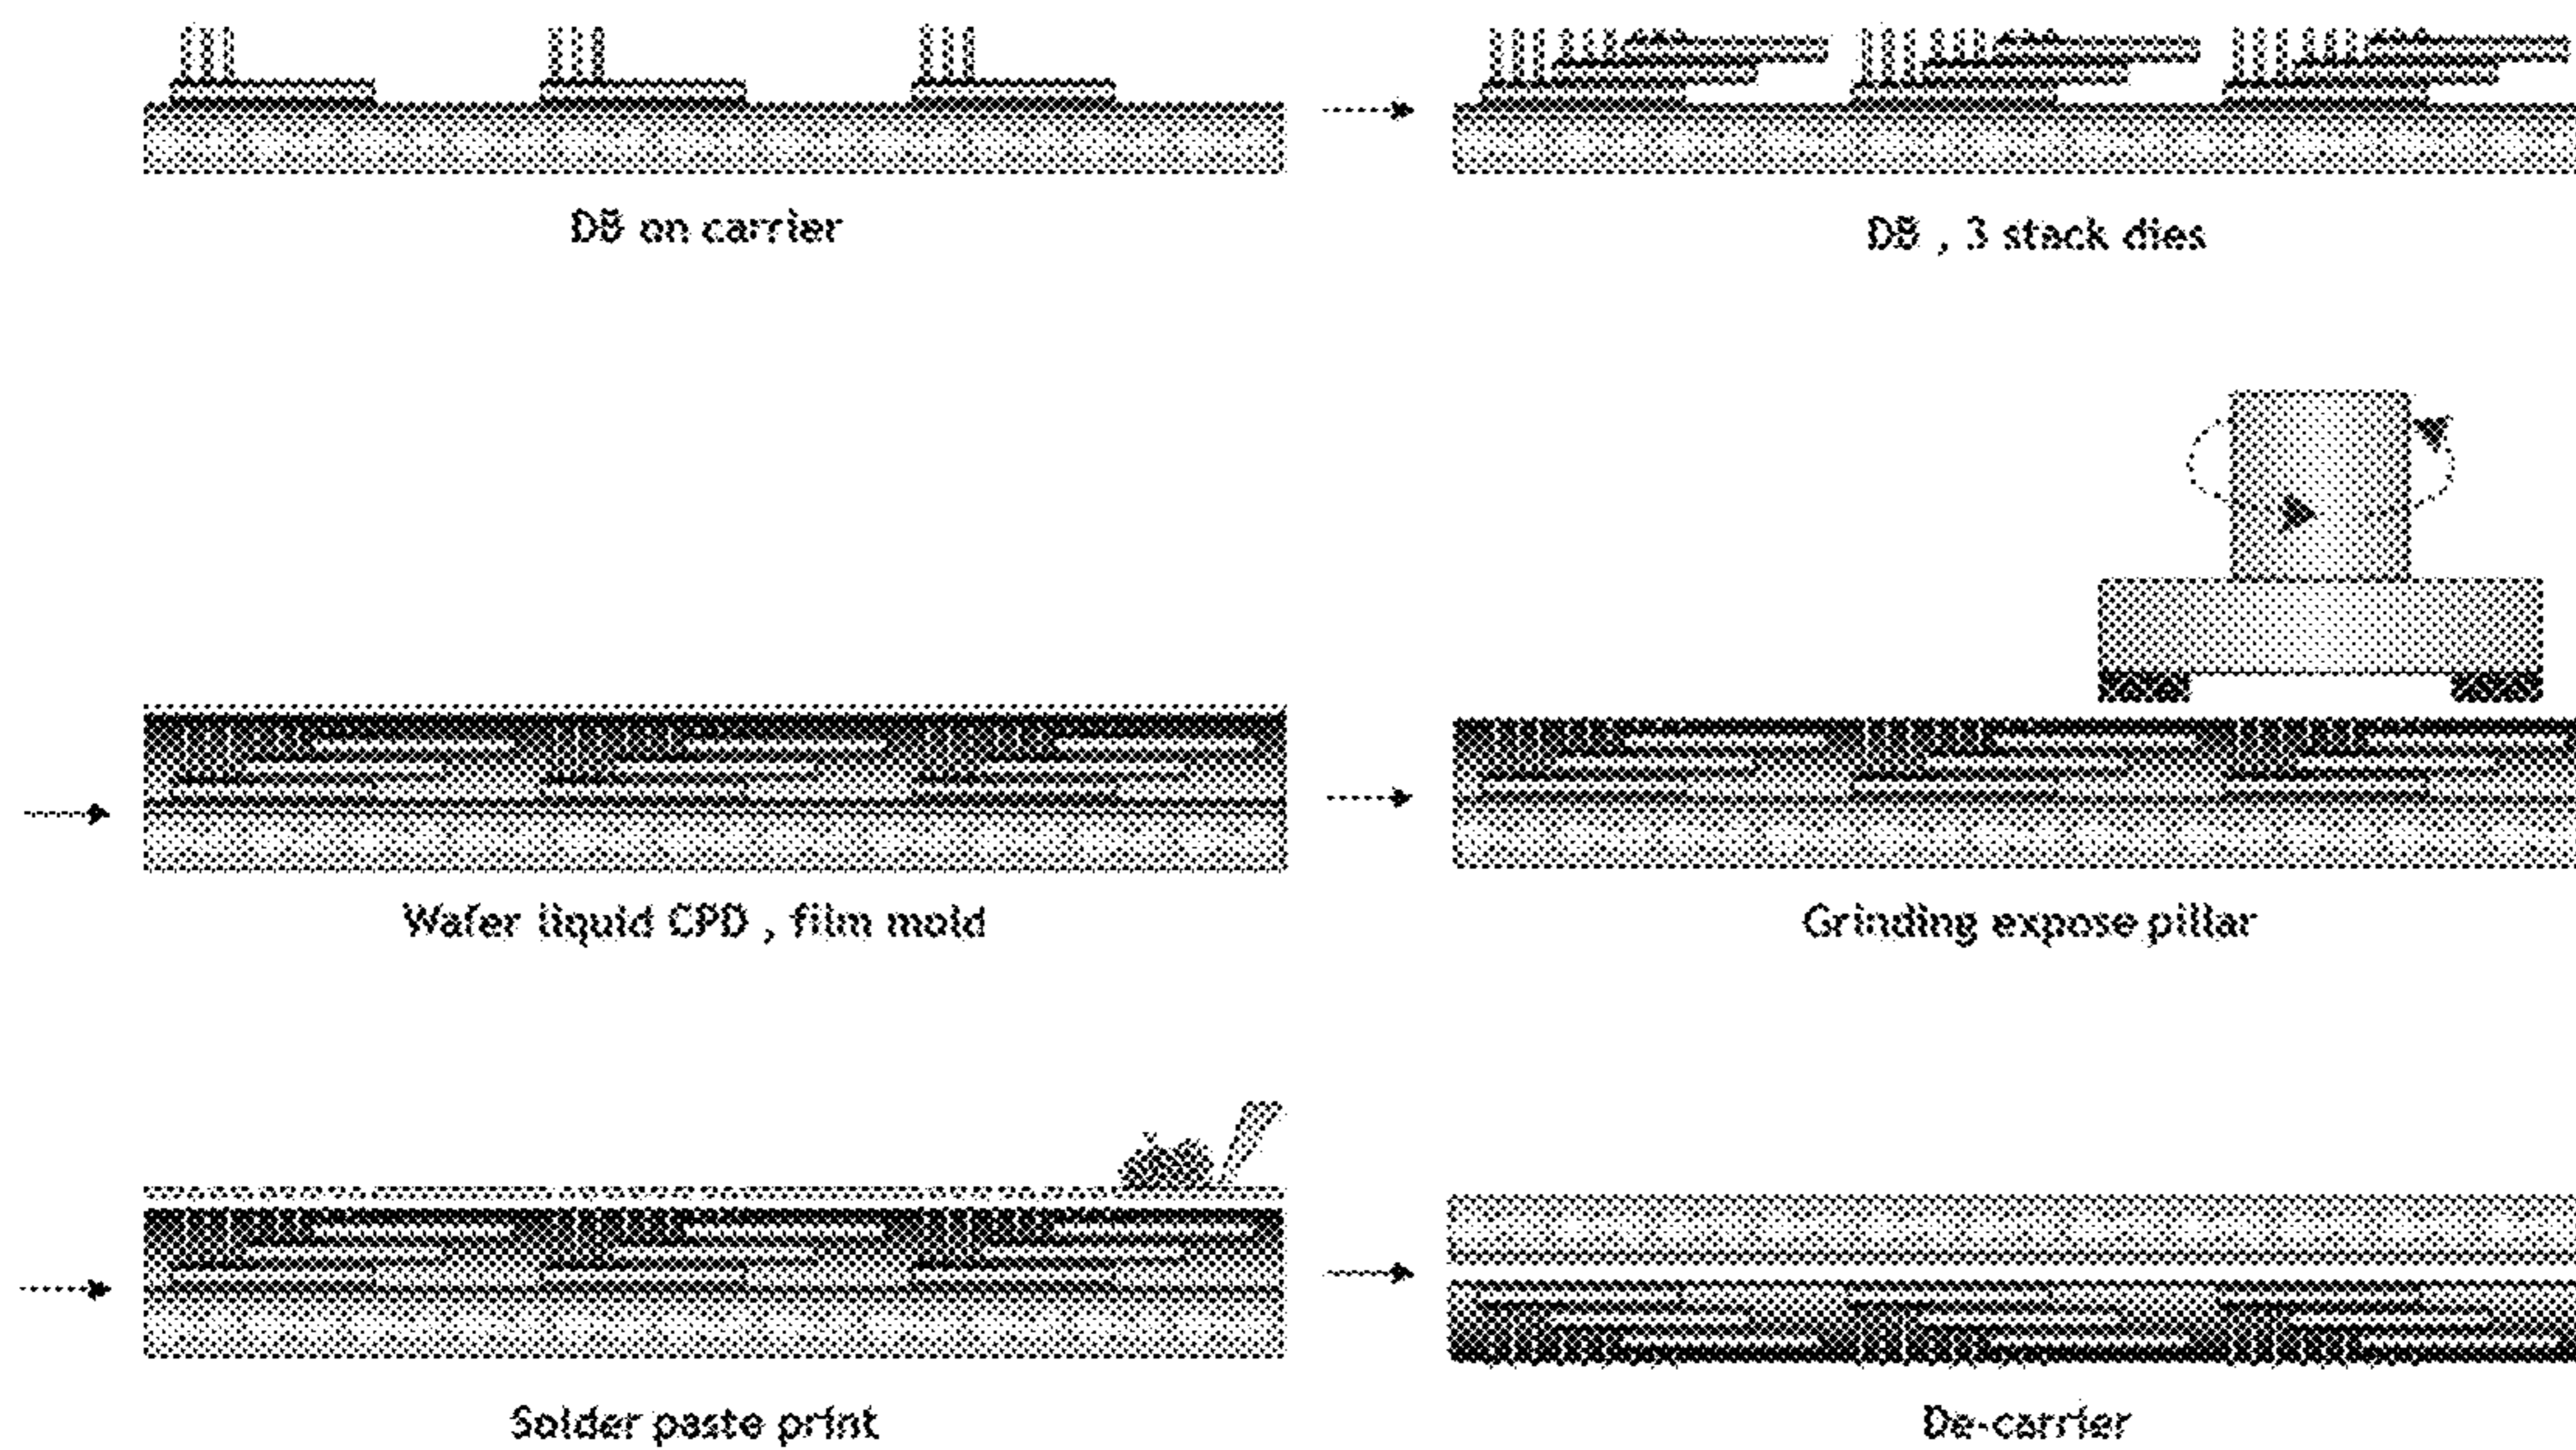 DB on carrier
DB , 3 stack dies
Wafer liquid CPD , film mold
Grinding expose pillar
Solder paste print
De-carrier